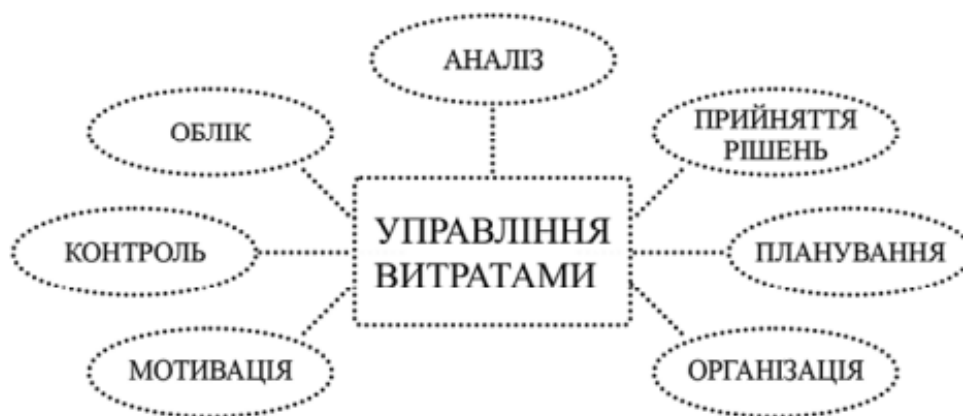 АНАЛІЗ
ОБЛІК
ПРИЙНЯТТЯ
РІШЕНЬ
УПРАВЛІННЯ
ВИТРАТАМИ
КОНТРОЛЬ
ПЛАНУВАННЯ
МОТИВАЦІЯ
ОРГАНІЗАЦІЯ